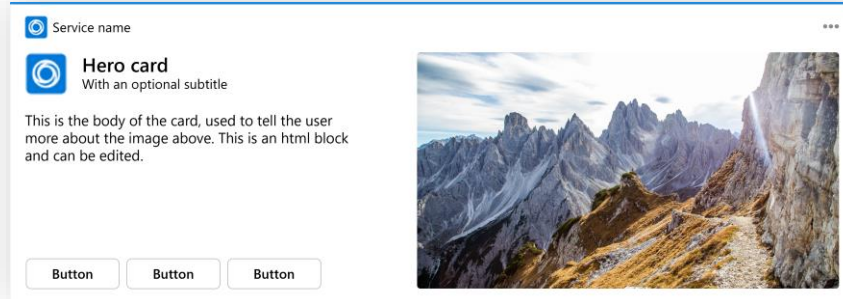 Service name
Hero card
With an optional subtitle
This is the body of the card, used to tell the user
more about the image above. This is an html block
and can be edited.
Button Button Button